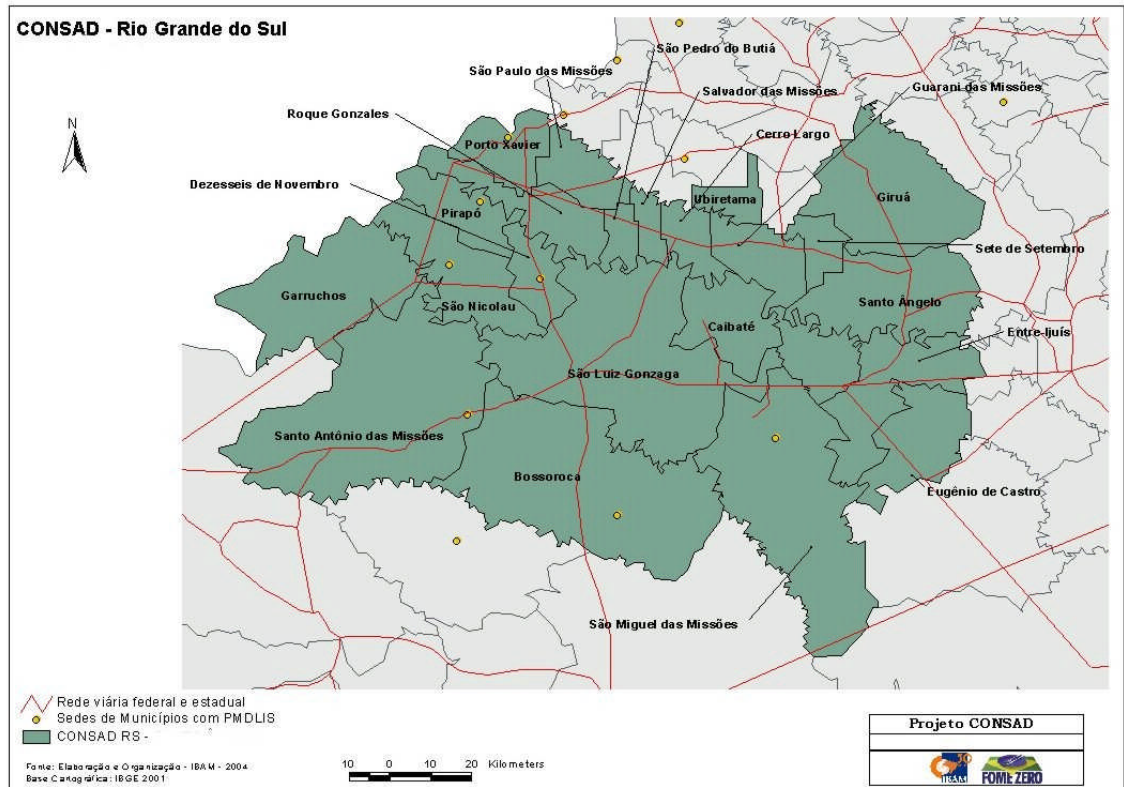 CONSAD - Rio Grande do Sul
São Pedro do Butiá
São Paulo das Missões
Salvador das Missões
Guarani das Missões
Roque Gonzales
Cerro Largo
Porto Xavier
Dezesseis de Novembro
Ubiretama
Giruá
Pirapó
Sete de Setembro
Garruchos
São Nicolau
Santo Ângelo
Caibaté
Entre-Ijuís
São Luiz Gonzaga
Santo Antônio das Missões
Bossoroca
Eugênio de Castro
São Miguel das Missões
N
Rede viária federal e estadual
Sedes de Municípios com PMDLIS
CONSAD RS -
Fonte: Elaboração e Organização - IBAM - 2004
Base Cartográfica: IBGE 2001
10 0 10 20 Kilometers
Projeto CONSAD
50
IBAM
FOME ZERO